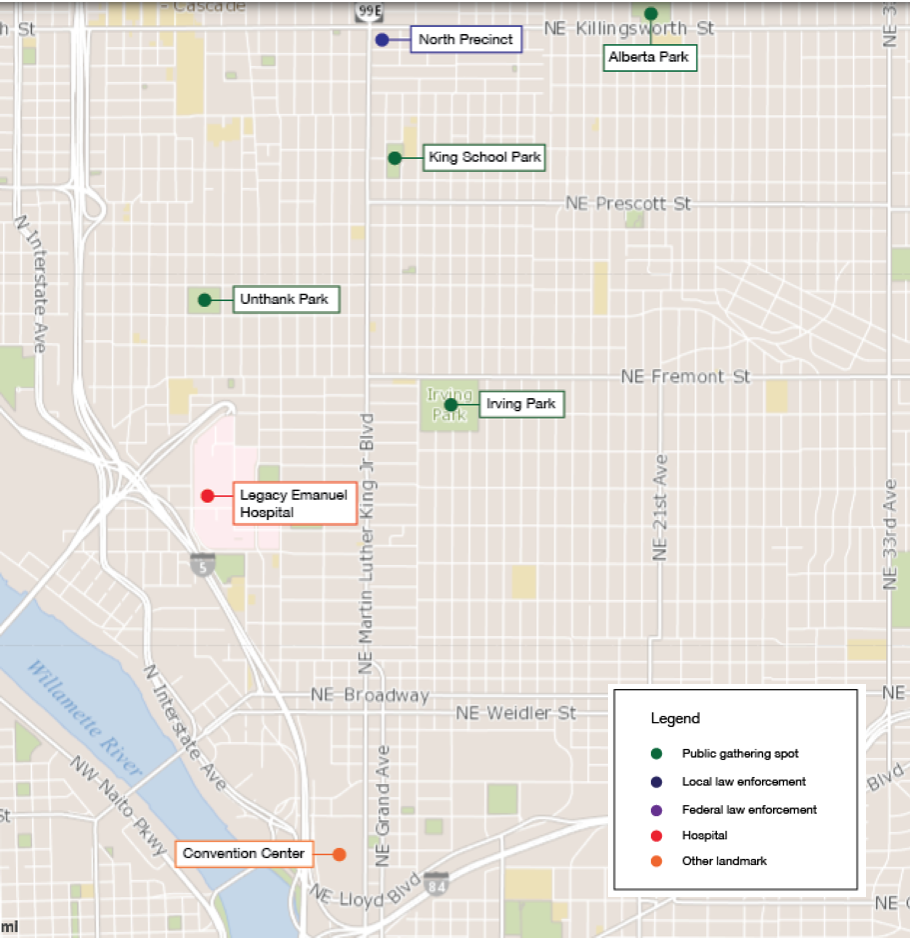 - Cascade
99E
h St
North Precinct
NE Killingsworth St
NE 3
Alberta Park
King School Park
NE Prescott St
N Interstate Ave
Unthank Park
NE Fremont St
Irving
Park
Irving Park
NE Martin Luther King Jr Blvd
NE 21st Ave
NE 33rd Ave
Legacy Emanuel
Hospital
5
Willamette River
N Interstate Ave
NE Broadway
NE Weidler St
NE
Legend
Public gathering spot
Local law enforcement
Federal law enforcement
Hospital
Other landmark
NW Naito Pkwy
NE Grand Ave
Blvd
St
Convention Center
NE Lloyd Blvd
84
NE
ml